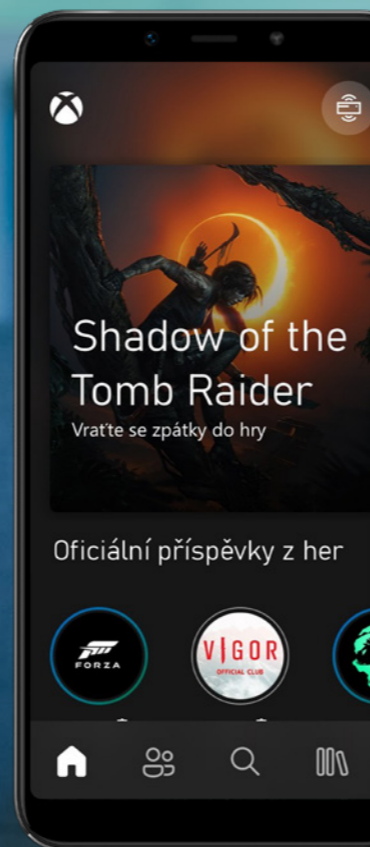 Shadow of the
Tomb Raider
Vraťte se zpátky do hry
Oficiální příspěvky z her
FORZA
VIGOR
OFFICIAL CLUB